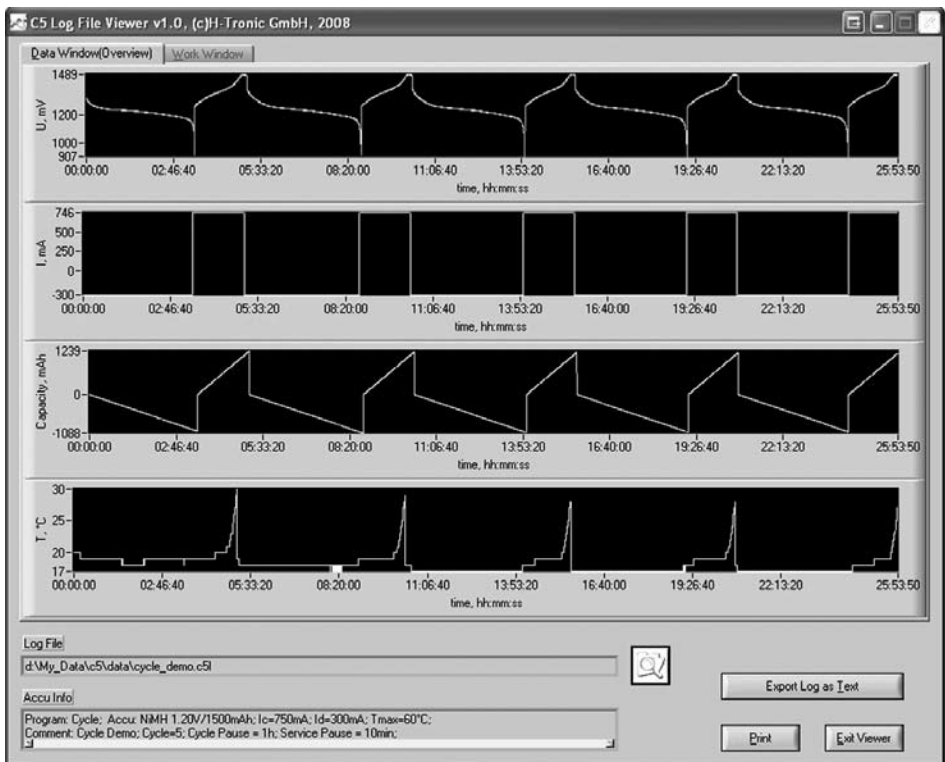 C5 Log File Viewer v1.0, (c)H-Tronic GmbH, 2008
Data Window(Overview) Work Window
1489
1200
1000
907
U, mV
00:00:00 02:46:40 05:33:20 08:20:00 11:06:40 13:53:20 16:40:00 19:26:40 22:13:20 25:53:50
time, hh:mm:ss
746
500
250
0
-300
I, mA
00:00:00 02:46:40 05:33:20 08:20:00 11:06:40 13:53:20 16:40:00 19:26:40 22:13:20 25:53:50
time, hh:mm:ss
1239
0
-1088
Capacity, mAh
00:00:00 02:46:40 05:33:20 08:20:00 11:06:40 13:53:20 16:40:00 19:26:40 22:13:20 25:53:50
time, hh:mm:ss
30
25
20
17
T, °C
00:00:00 02:46:40 05:33:20 08:20:00 11:06:40 13:53:20 16:40:00 19:26:40 22:13:20 25:53:50
time, hh:mm:ss
Log File
d:\My_Data\c5\data\cycle_demo.c5l
Accu Info
Program: Cycle; Accu: NiMH 1.20V/1500mAh; Ic=750mA; Id=300mA; Tmax=60°C;
Comment: Cycle Demo; Cycle=5; Cycle Pause = 1h; Service Pause = 10min;
Export Log as Text
Print Exit Viewer